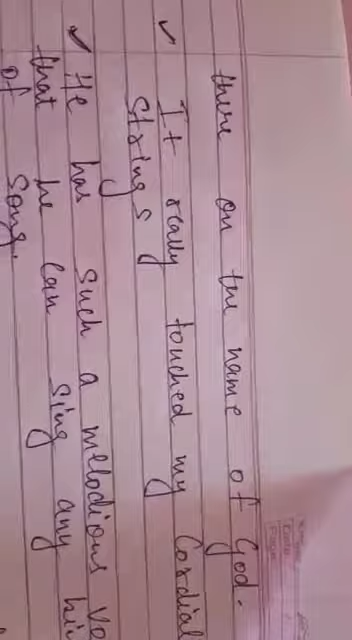 there on the name of God.
✓ It really touched my Cordial
Strings
✓ He has such a melodious
that he can sing any
of song.